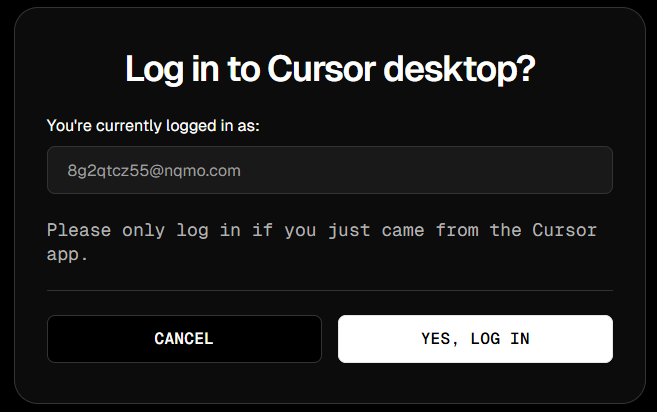 Log in to Cursor desktop?
You're currently logged in as:
8g2qtcz55@nqmo.com
Please only log in if you just came from the Cursor
app.
CANCEL
YES, LOG IN